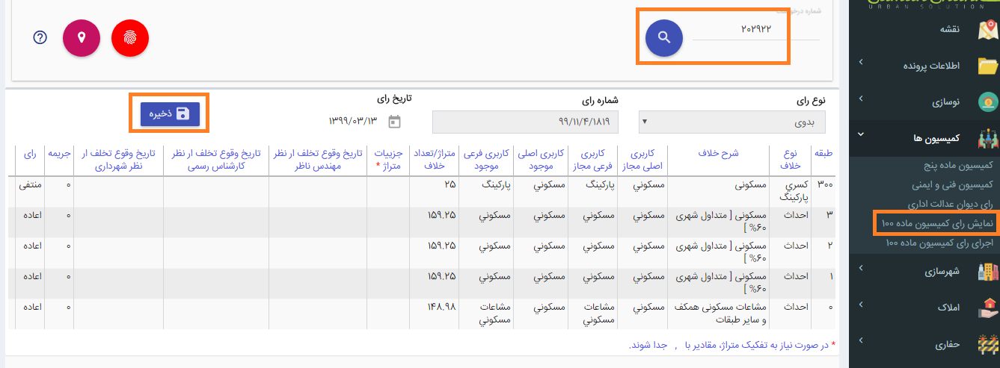 URBAN SOLUTION
نقشه
اطلاعات پرونده
نوسازی
کمیسیون ها
کمیسیون ماده پنج
کمیسیون فنی و ایمنی
رای دیوان عدالت اداری
نمایش رای کمیسیون ماده ۱۰۰
اجرای رای کمیسیون ماده ۱۰۰
شهرسازی
املاک
حفاری
شماره درخواست
۲۰۲۹۲۲
نوع رای
شماره رای
تاریخ رای
بدوی
۹۹/۱۱/۴/۱۸۱۹
۱۳۹۹/۰۳/۱۳
ذخیره
طبقه
نوع
خلاف
شرح خلاف
کاربری
اصلی مجاز
کاربری
فرعی مجاز
کاربری اصلی
موجود
کاربری فرعی
موجود
متراژ/تعداد
خلاف
جزییات
متراژ *
تاریخ وقوع تخلف از نظر
مهندس ناظر
تاریخ وقوع تخلف ار نظر
کارشناس رسمی
تاریخ وقوع تخلف ار
نظر شهرداری
جریمه
رای
۳۰۰
کسري
پارکینگ
مسکونی
مسکوني
پارکینگ
مسکوني
پارکینگ
۲۵
۰
منتفی
۳
احداث
مسکونی [ متداول شهری
۶۰% ]
مسکوني
مسکوني
مسکوني
مسکوني
۱۵۹.۲۵
۰
اعاده
۲
احداث
مسکونی [ متداول شهری
۶۰% ]
مسکوني
مسکوني
مسکوني
مسکوني
۱۵۹.۲۵
۰
اعاده
۱
احداث
مسکونی [ متداول شهری
۶۰% ]
مسکوني
مسکوني
مسکوني
مسکوني
۱۵۹.۲۵
۰
اعاده
۰
احداث
مشاعات مسکونی همکف
و سایر طبقات
مسکوني
مشاعات
مسکوني
مسکوني
مشاعات
مسکوني
۱۴۸.۹۸
۰
اعاده
* در صورت نیاز به تفکیک متراژ، مقادیر با , جدا شوند.